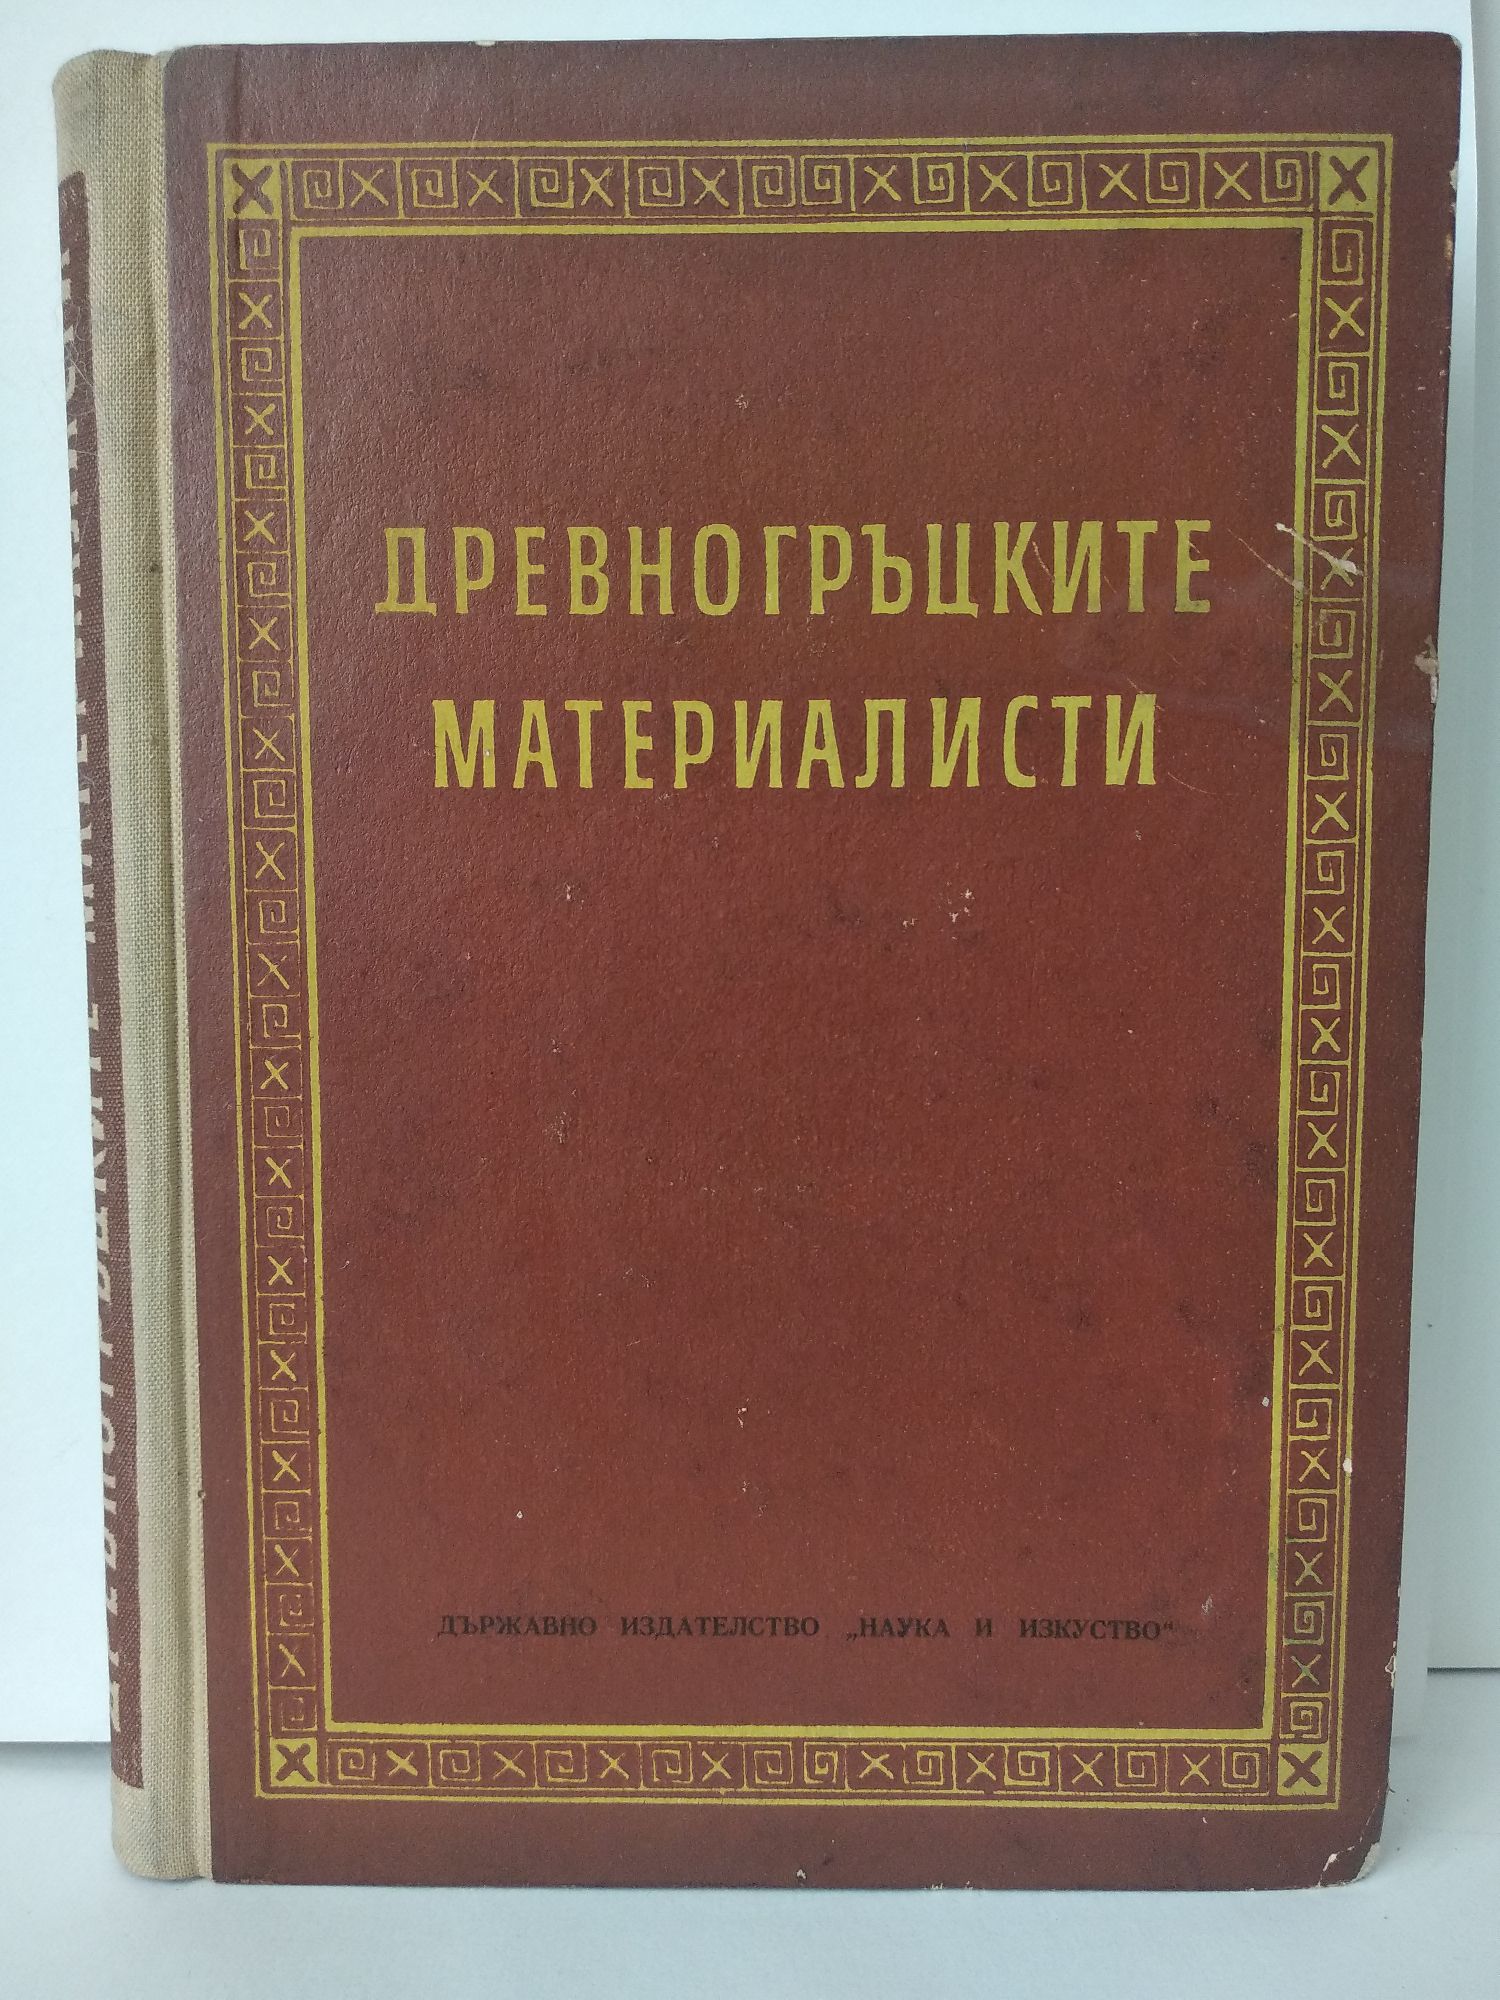 ДРЕВНОГРЪЦКИТЕ
МАТЕРИАЛИСТИ
ДЪРЖАВНО ИЗДАТЕЛСТВО „НАУКА И ИЗКУСТВО“